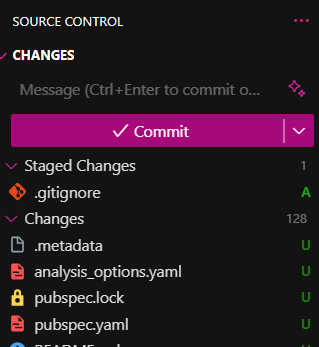 SOURCE CONTROL
CHANGES
Message (Ctrl+Enter to commit o...
Commit
Staged Changes 1
.gitignore A
Changes 128
.metadata U
analysis_options.yaml U
pubspec.lock U
pubspec.yaml U